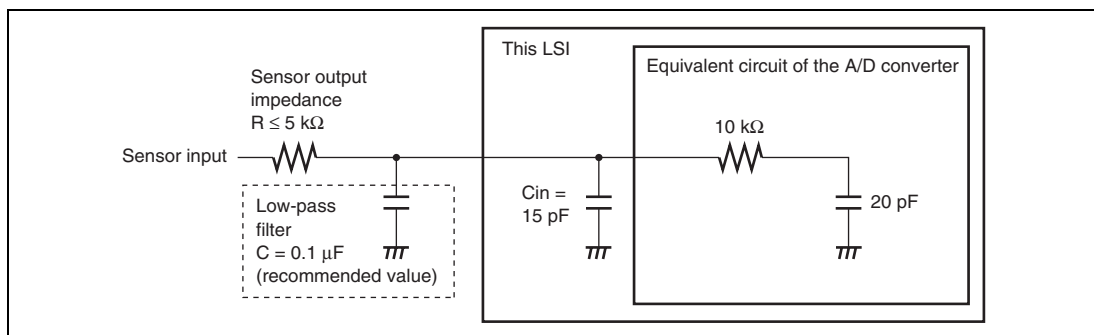 This LSI
Equivalent circuit of the A/D converter
Sensor output
impedance
R ≤ 5 kΩ
10 kΩ
Sensor input
Low-pass
filter
C = 0.1 μF
(recommended value)
Cin =
15 pF
20 pF